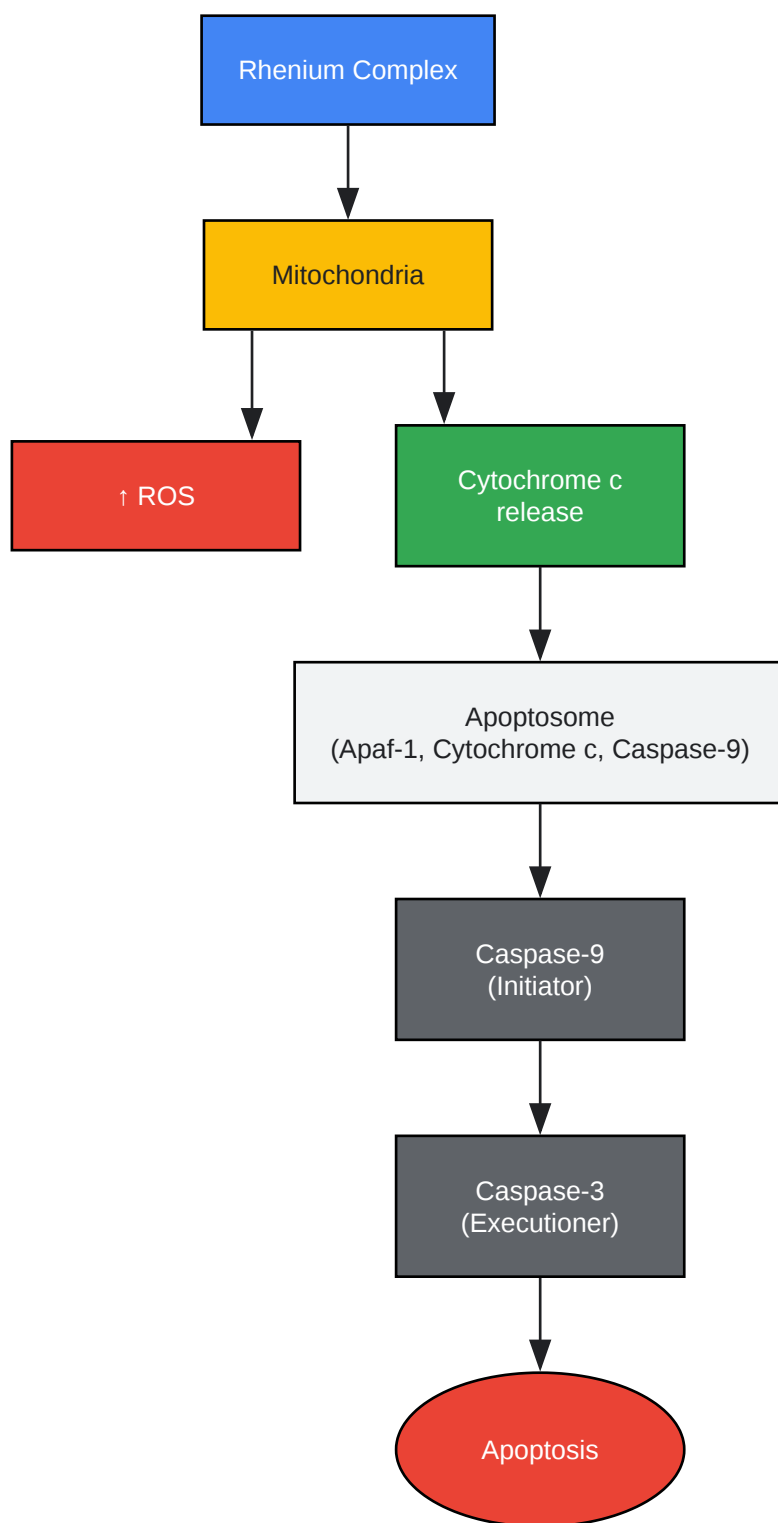 Rhenium Complex
Mitochondria
↑ ROS
Cytochrome c
release
Apoptosome
(Apaf-1, Cytochrome c, Caspase-9)
Caspase-9
(Initiator)
Caspase-3
(Executioner)
Apoptosis